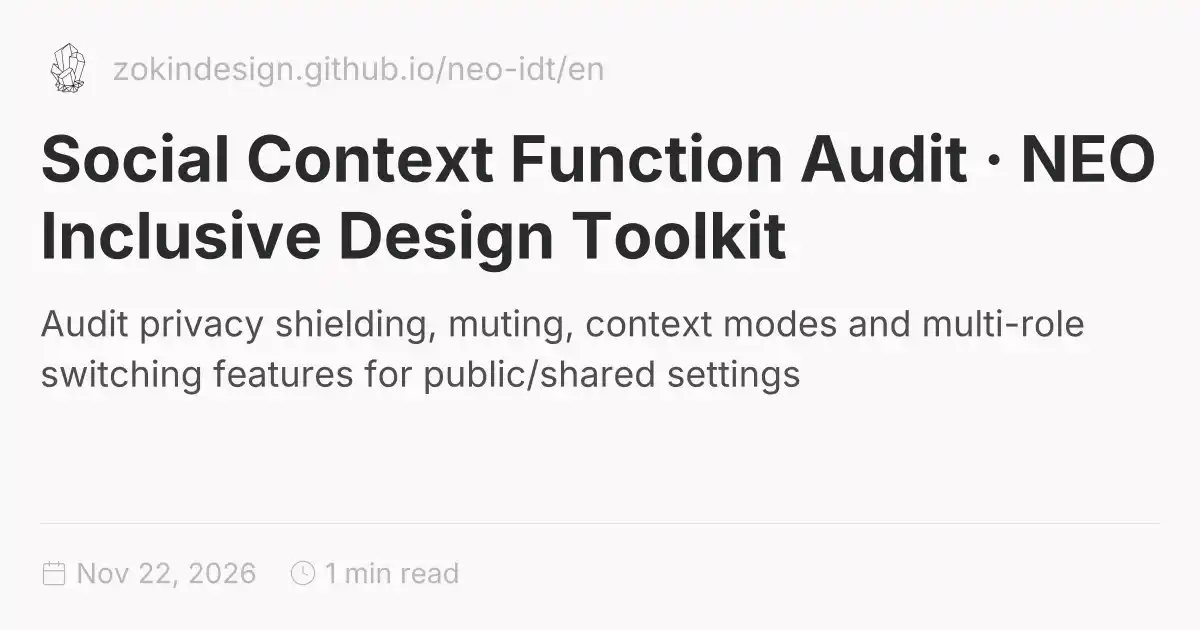 zokindesign.github.io/neo-idt/en
Social Context Function Audit · NEO
Inclusive Design Toolkit
Audit privacy shielding, muting, context modes and multi-role
switching features for public/shared settings
Nov 22, 2026 1 min read